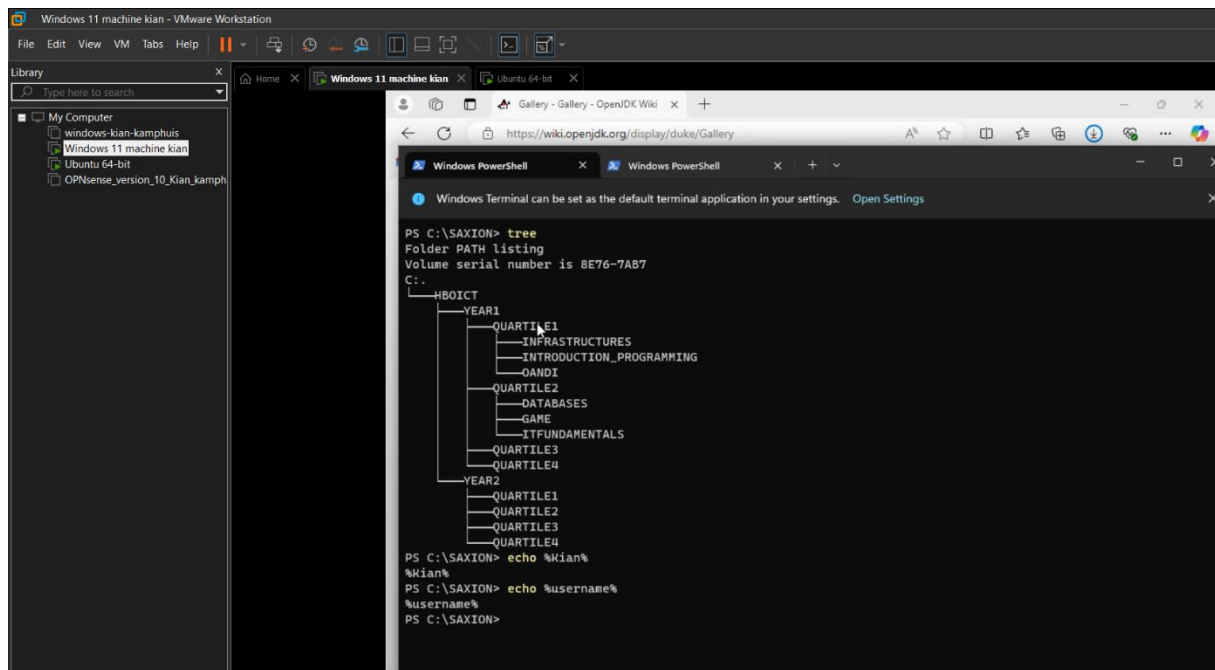 Windows 11 machine kian - VMware Workstation
File Edit View VM Tabs Help
Library
Type here to search
My Computer
windows-kian-kamphuis
Windows 11 machine kian
Ubuntu 64-bit
OPNsense_version_10_Kian_kamph
Home Windows 11 machine kian Ubuntu 64-bit
Gallery - Gallery - OpenJDK Wiki
https://wiki.openjdk.org/display/duke/Gallery
Windows PowerShell Windows PowerShell
Windows Terminal can be set as the default terminal application in your settings. Open Settings
PS C:\SAXION> tree
Folder PATH listing
Volume serial number is 8E76-7AB7
C:.
HBOICT
YEAR1
QUARTILE1
INFRASTRUCTURES
INTRODUCTION_PROGRAMMING
OANDI
QUARTILE2
DATABASES
GAME
ITFUNDAMENTALS
QUARTILE3
QUARTILE4
YEAR2
QUARTILE1
QUARTILE2
QUARTILE3
QUARTILE4
PS C:\SAXION> echo %Kian%
%Kian%
PS C:\SAXION> echo %username%
%username%
PS C:\SAXION>